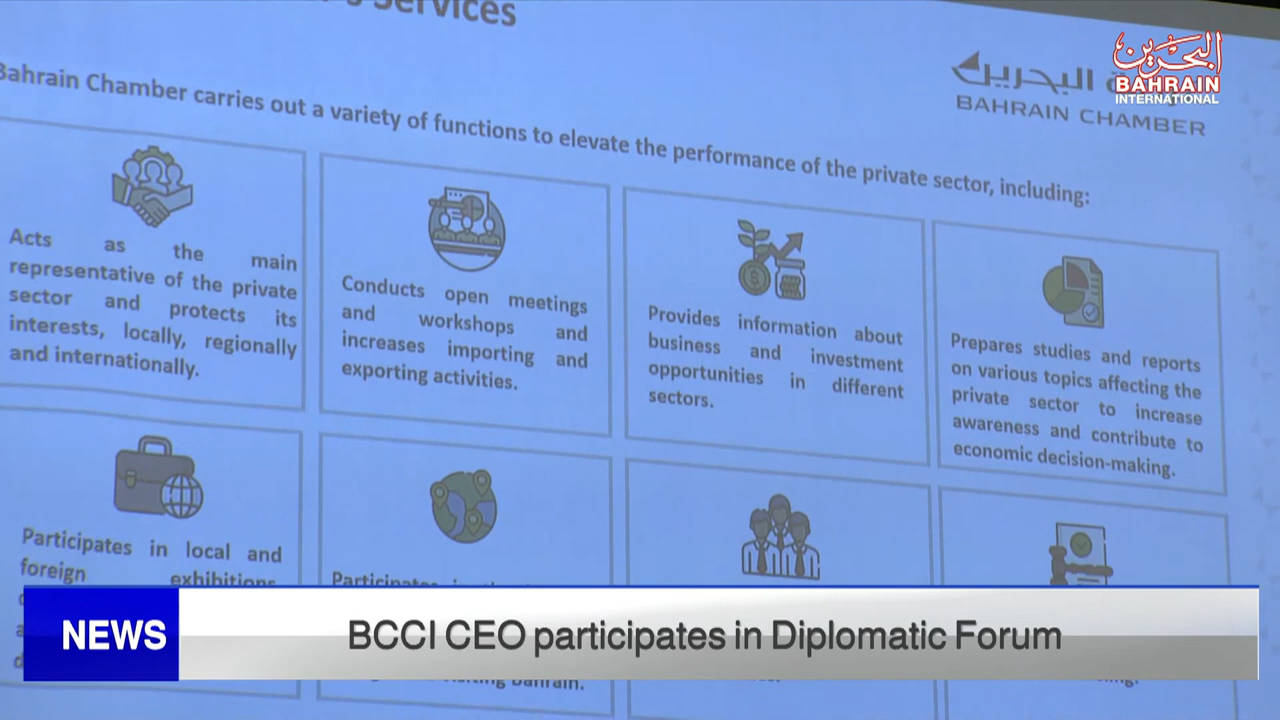 Services
البحرين
BAHRAIN
INTERNATIONAL
البحرين
BAHRAIN CHAMBER
Bahrain Chamber carries out a variety of functions to elevate the performance of the private sector, including:
Acts as the main
representative of the private
sector and protects its
interests, locally, regionally
and internationally.
Conducts open meetings
and workshops and
increases importing and
exporting activities.
Provides information about
business and investment
opportunities in different
sectors.
Prepares studies and reports
on various topics affecting the
private sector to increase
awareness and contribute to
economic decision-making.
Participates in local and
foreign exhibitions
Participates
Bahrain.
NEWS
BCCI CEO participates in Diplomatic Forum